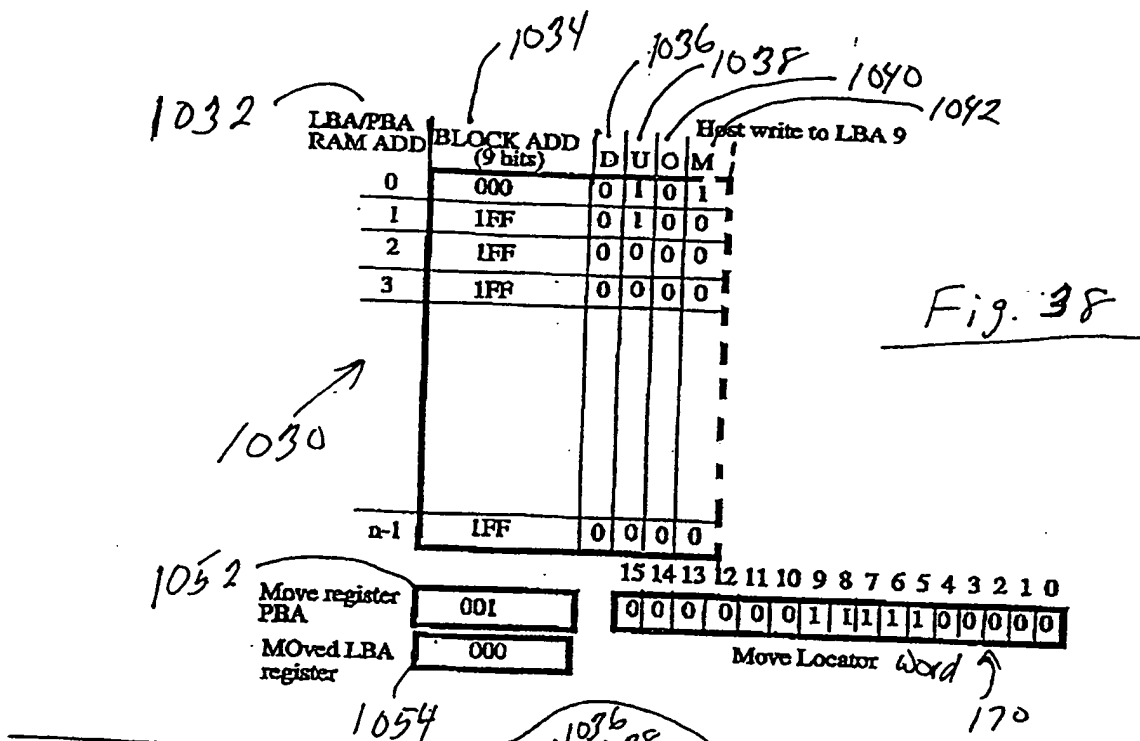 1034
1036
1038
1040
1042
1032
LBA/PBA
RAM ADD
BLOCK ADD
(9 bits)
D U O M
Host write to LBA 9
0 000 0 1 0 1
1 1FF 0 1 0 0
2 1FF 0 0 0 0
3 1FF 0 0 0 0
Fig. 38
1030
n-1 1FF 0 0 0 0
1052
15 14 13 12 11 10 9 8 7 6 5 4 3 2 1 0
Move register
PBA
001
0 0 0 0 0 0 1 1 1 1 1 0 0 0 0 0
MOved LBA
register
000
Move Locator Word
170
1054
1036